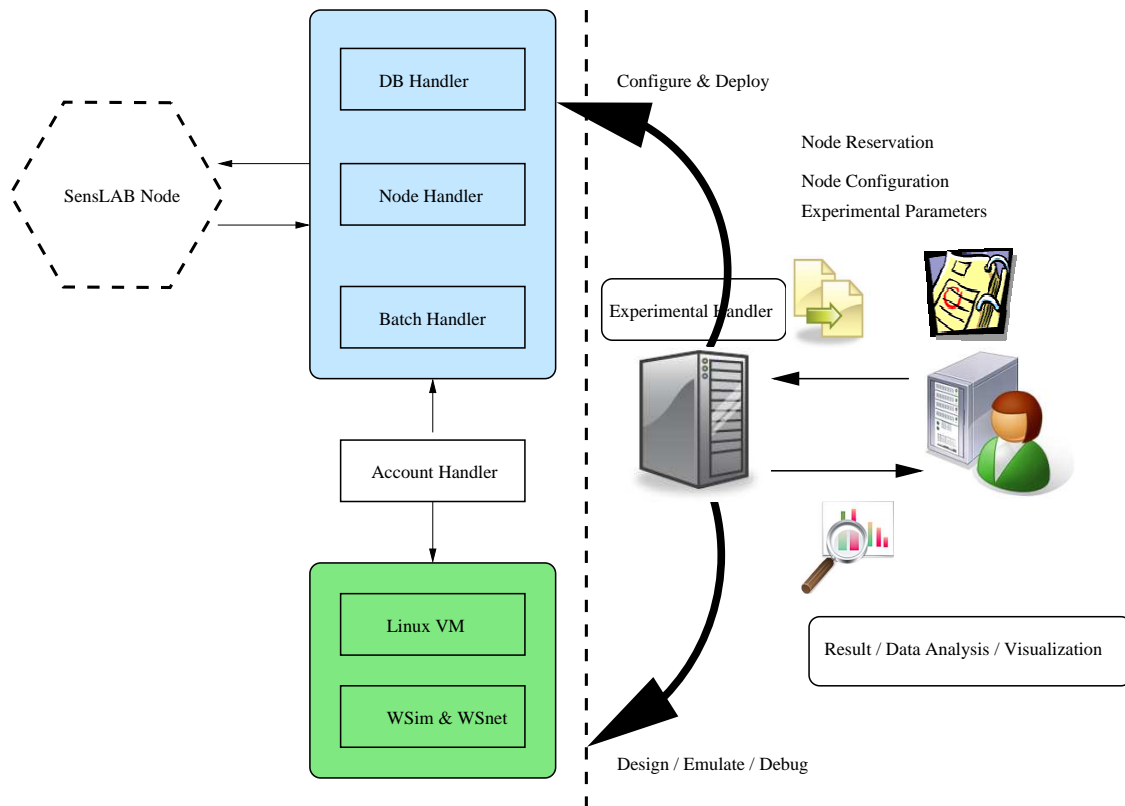 DB Handler
Configure & Deploy
Node Reservation
SensLAB Node
Node Handler
Node Configuration
Experimental Parameters
Batch Handler
Experimental Handler
Account Handler
Linux VM
Result / Data Analysis / Visualization
WSim & WSnet
Design / Emulate / Debug